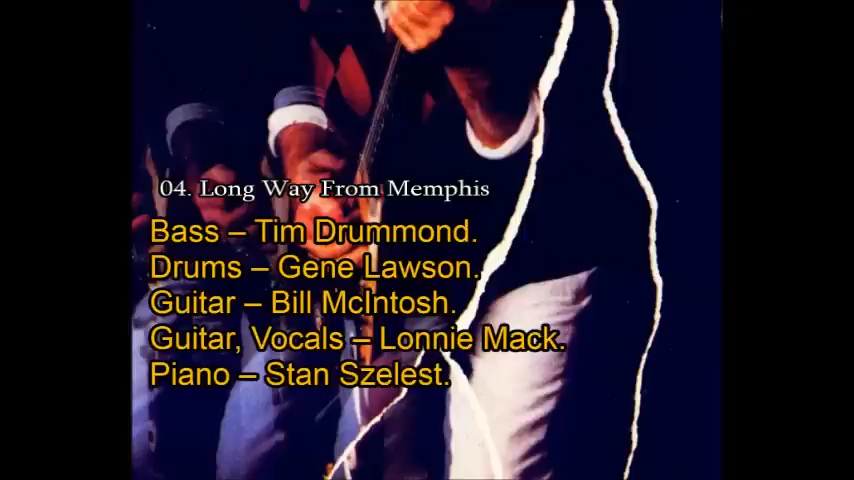 04. Long Way From Memphis
Bass – Tim Drummond.
Drums – Gene Lawson.
Guitar – Bill McIntosh.
Guitar, Vocals – Lonnie Mack.
Piano – Stan Szelest.